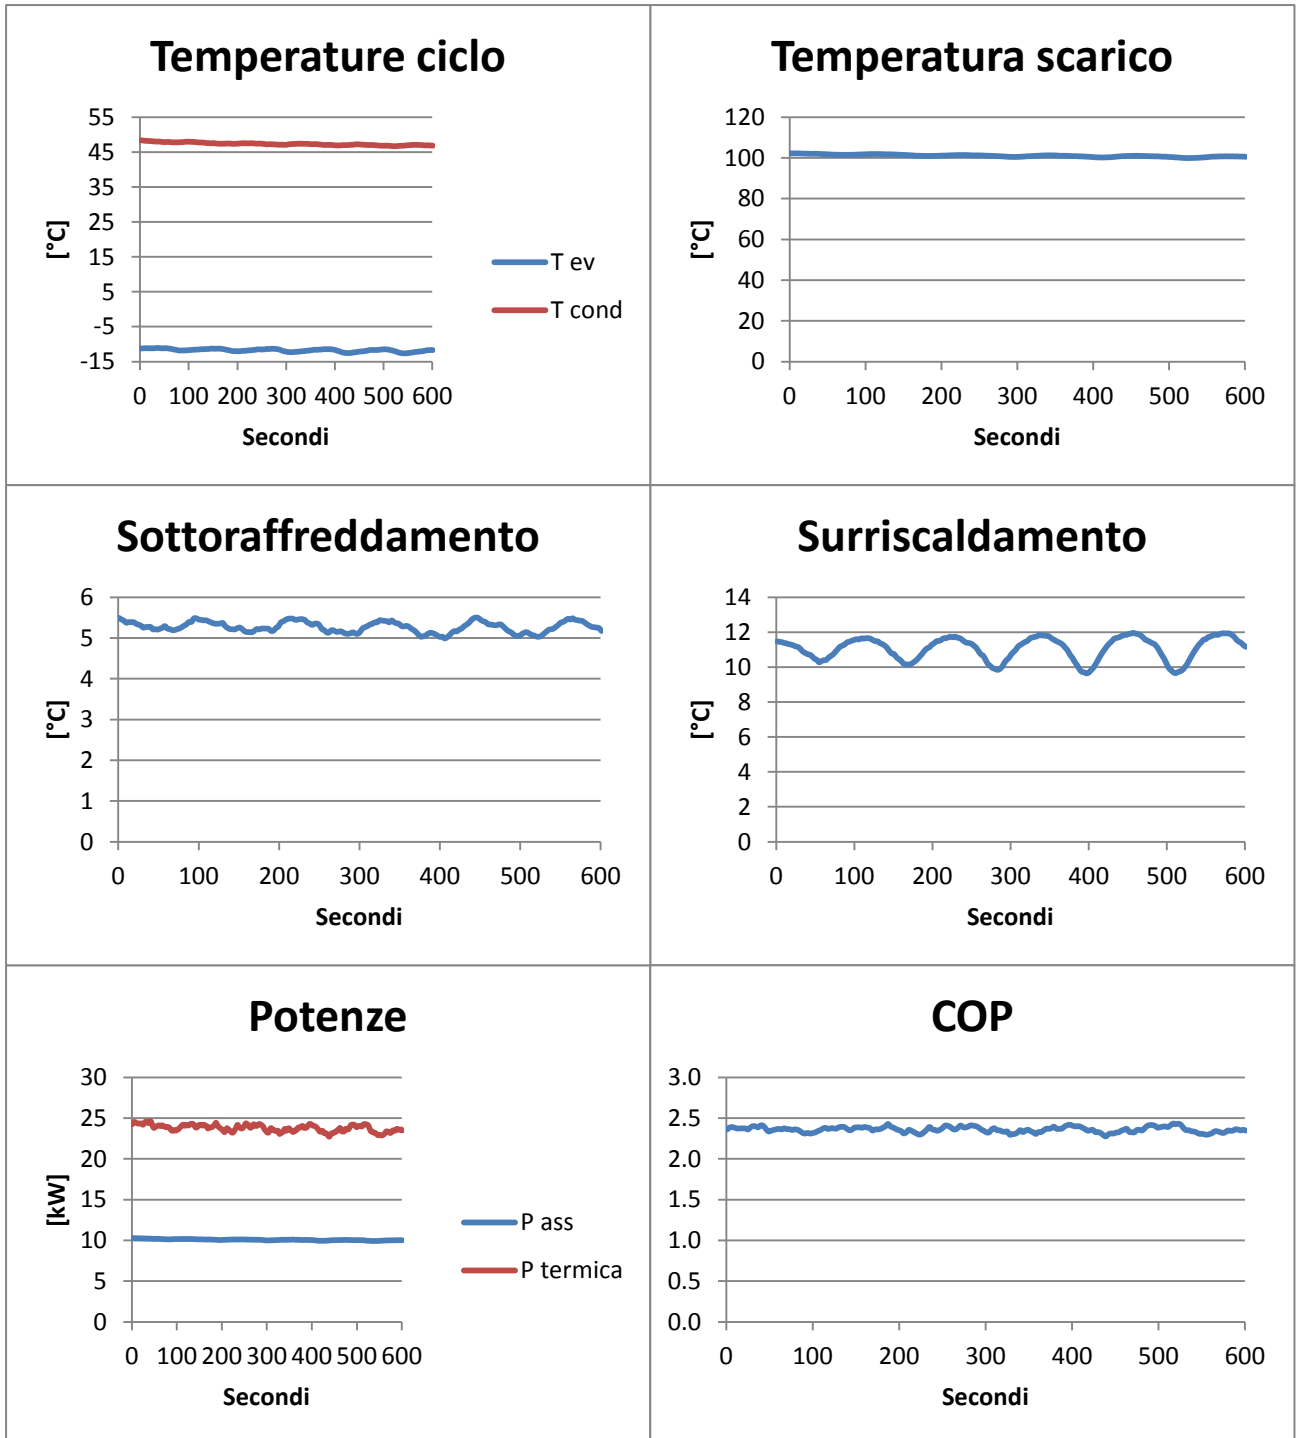 Temperature ciclo
55
45
35
25
15
5
-5
-15
[°C]
0 100 200 300 400 500 600
Secondi
T ev
T cond
Temperatura scarico
120
100
80
60
40
20
0
[°C]
0 100 200 300 400 500 600
Secondi
Sottoraffreddamento
6
5
4
3
2
1
0
[°C]
0 100 200 300 400 500 600
Secondi
Surriscaldamento
14
12
10
8
6
4
2
0
[°C]
0 100 200 300 400 500 600
Secondi
Potenze
30
25
20
15
10
5
0
[kW]
0 100 200 300 400 500 600
Secondi
P ass
P termica
COP
3.0
2.5
2.0
1.5
1.0
0.5
0.0
0 100 200 300 400 500 600
Secondi